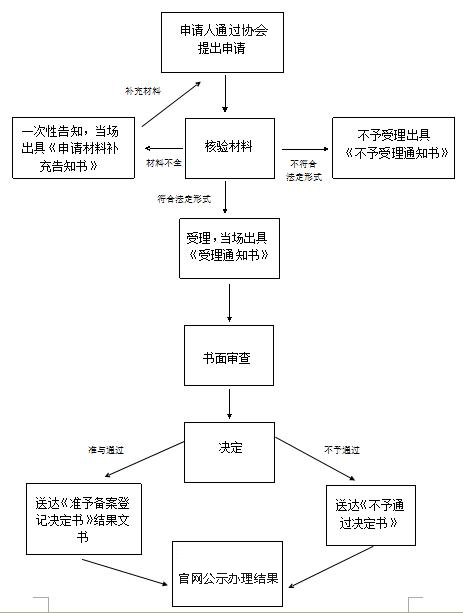 申请人通过协会
提出申请
补充材料
一次性告知，当场
出具《申请材料补
充告知书》
材料不全
核验材料
不符合
法定形式
不予受理出具
《不予受理通知书》
符合法定形式
受理，当场出具
《受理通知书》
书面审查
决定
准与通过
不予通过
送达《准予备案登
记决定书》结果文
书
送达《不予通
过决定书》
官网公示办理结果